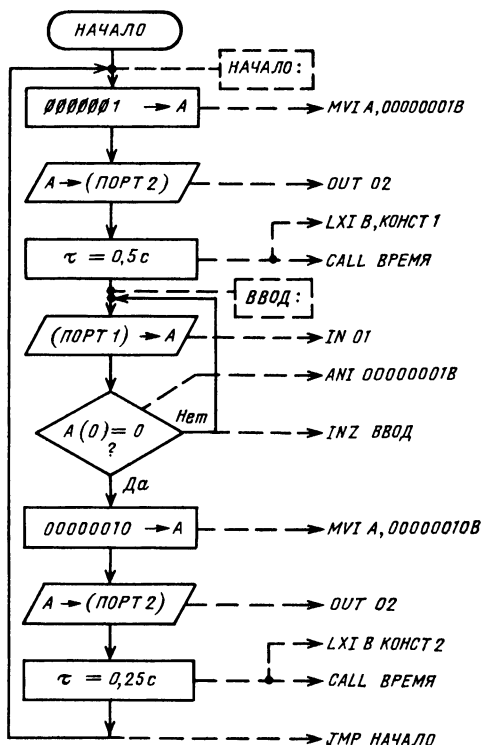 НАЧАЛО
НАЧАЛО:
0000001 → A
MVI A,00000001B
A → (ПОРТ 2)
OUT 02
LXI B,КОНСТ 1
τ = 0,5 с
CALL ВРЕМЯ
ВВОД:
(ПОРТ 1) → A
IN 01
ANI 00000001B
A (0) = 0
?
Нет
INZ ВВОД
Да
00000010 → A
MVI A,00000010B
A → (ПОРТ 2)
OUT 02
LXI B КОНСТ 2
τ = 0,25 с
CALL ВРЕМЯ
JMP НАЧАЛО